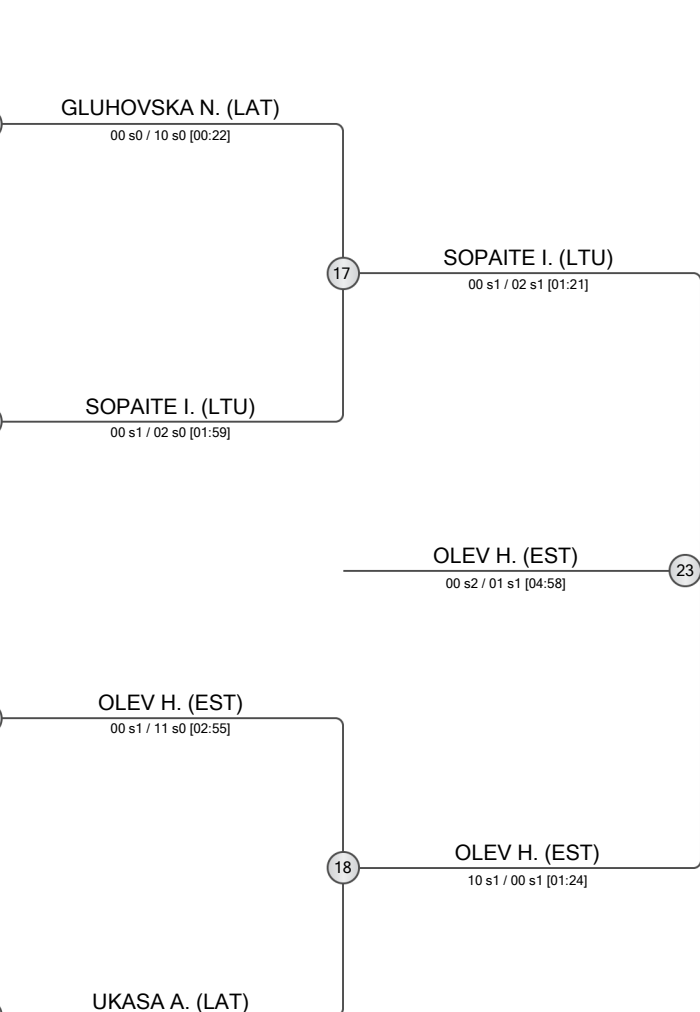 GLUHOVSKA N. (LAT)
00 s0 / 10 s0 [00:22]
17
SOPAITE I. (LTU)
00 s1 / 02 s1 [01:21]
SOPAITE I. (LTU)
00 s1 / 02 s0 [01:59]
OLEV H. (EST)
00 s2 / 01 s1 [04:58]
23
OLEV H. (EST)
00 s1 / 11 s0 [02:55]
18
OLEV H. (EST)
10 s1 / 00 s1 [01:24]
UKASA A. (LAT)